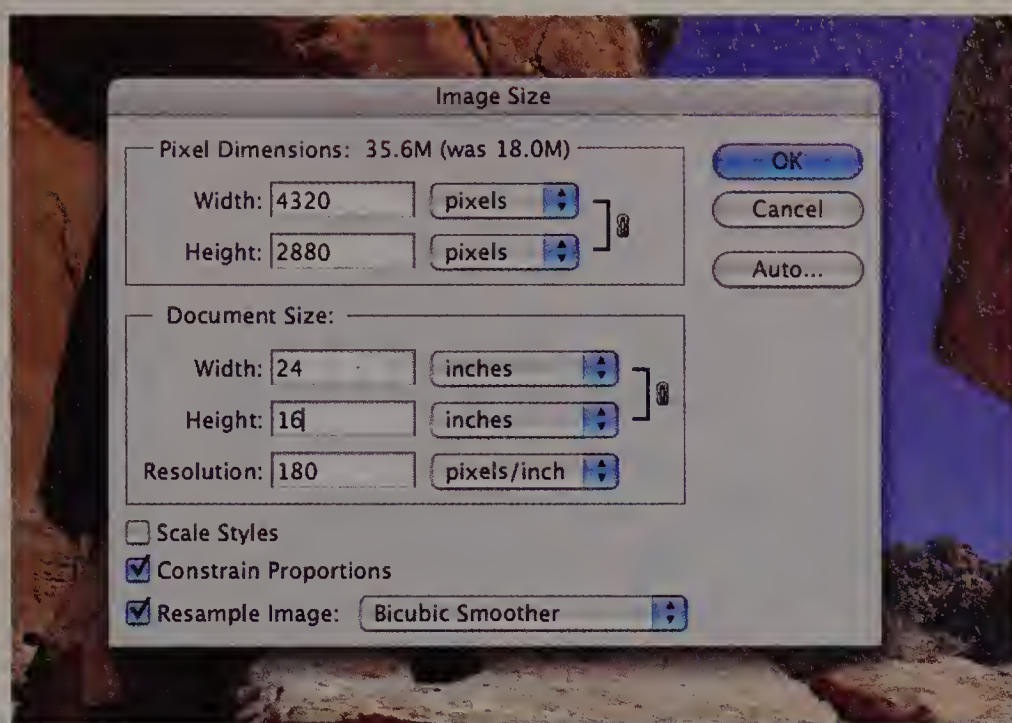 Image Size
Pixel Dimensions: 35.6M (was 18.0M)
Width: 4320 pixels
Height: 2880 pixels
Document Size:
Width: 24 inches
Height: 16 inches
Resolution: 180 pixels/inch
Scale Styles
Constrain Proportions
Resample Image: Bicubic Smoother
OK
Cancel
Auto...